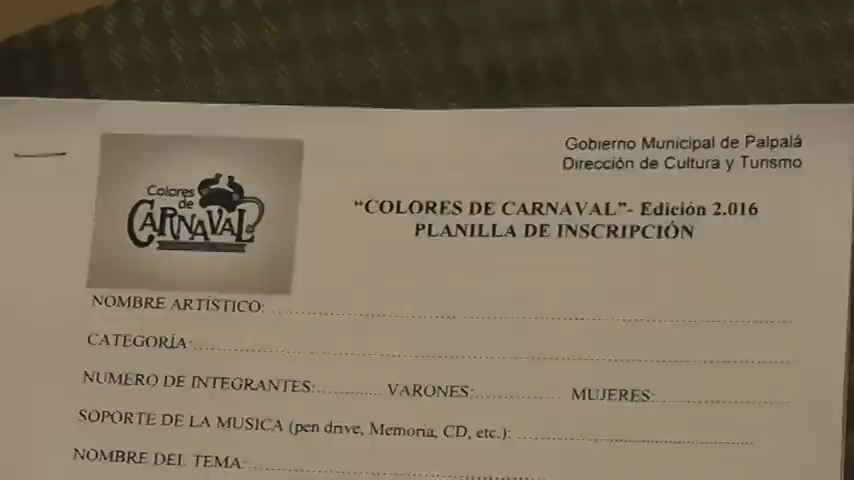 Gobierno Municipal de Palpalá
Dirección de Cultura y Turismo
Colores
de
CARNAVAL
“COLORES DE CARNAVAL”- Edición 2.016
PLANILLA DE INSCRIPCIÓN
NOMBRE ARTÍSTICO:
CATEGORÍA:
NUMERO DE INTEGRANTES:............ VARONES:............... MUJERES:
SOPORTE DE LA MUSICA (pen drive, Memoria, CD, etc.):
NOMBRE DEL TEMA: